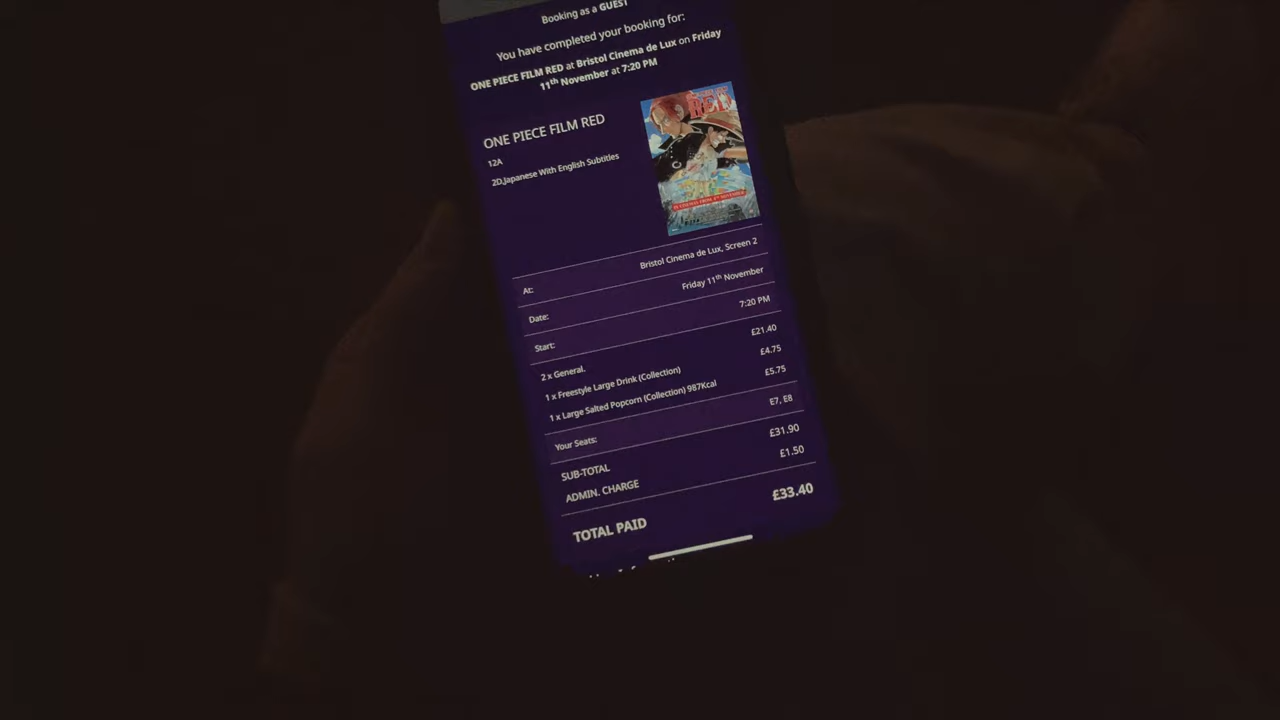 Booking as a GUEST
You have completed your booking for:
ONE PIECE FILM RED at Bristol Cinema de Lux on Friday
11th November at 7:20 PM
ONE PIECE FILM RED
12A
2D,Japanese With English Subtitles
RED
At: Bristol Cinema de Lux, Screen 2
Date: Friday 11th November
Start: 7:20 PM
2 x General. £21.40
1 x Freestyle Large Drink (Collection) £4.75
1 x Large Salted Popcorn (Collection) 987Kcal £5.75
Your Seats: E7, E8
SUB-TOTAL £31.90
ADMIN. CHARGE £1.50
TOTAL PAID £33.40